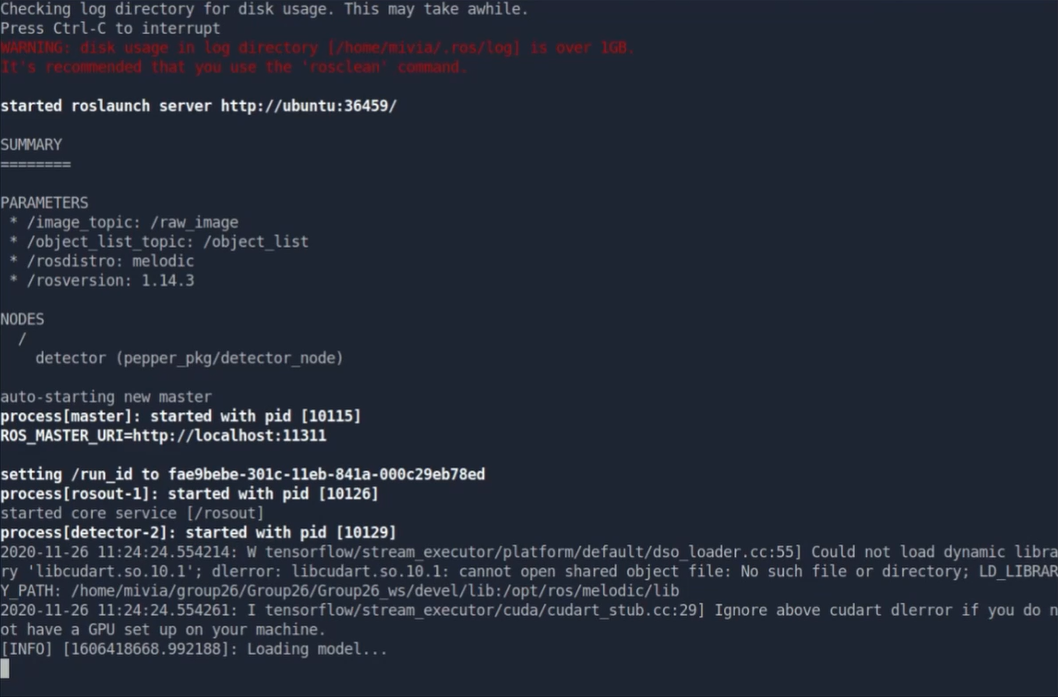 Checking log directory for disk usage. This may take awhile.
Press Ctrl-C to interrupt
WARNING: disk usage in log directory [/home/mivia/.ros/log] is over 1GB.
It's recommended that you use the 'rosclean' command.
started roslaunch server http://ubuntu:36459/
SUMMARY
========
PARAMETERS
 * /image_topic: /raw_image
 * /object_list_topic: /object_list
 * /rosdistro: melodic
 * /rosversion: 1.14.3
NODES
  /
    detector (pepper_pkg/detector_node)
auto-starting new master
process[master]: started with pid [10115]
ROS_MASTER_URI=http://localhost:11311
setting /run_id to fae9bebe-301c-11eb-841a-000c29eb78ed
process[rosout-1]: started with pid [10126]
started core service [/rosout]
process[detector-2]: started with pid [10129]
2020-11-26 11:24:24.554214: W tensorflow/stream_executor/platform/default/dso_loader.cc:55] Could not load dynamic libra
ry 'libcudart.so.10.1'; dlerror: libcudart.so.10.1: cannot open shared object file: No such file or directory; LD_LIBRAR
Y_PATH: /home/mivia/group26/Group26/Group26_ws/devel/lib:/opt/ros/melodic/lib
2020-11-26 11:24:24.554261: I tensorflow/stream_executor/cuda/cudart_stub.cc:29] Ignore above cudart dlerror if you do n
ot have a GPU set up on your machine.
[INFO] [1606418668.992188]: Loading model...